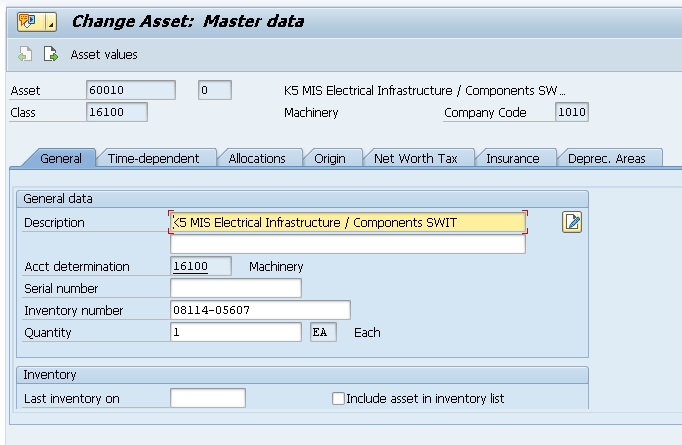 Change Asset: Master data
Asset values
Asset 60010 0 K5 MIS Electrical Infrastructure / Components SW...
Class 16100 Machinery Company Code 1010
General Time-dependent Allocations Origin Net Worth Tax Insurance Deprec. Areas
General data
Description K5 MIS Electrical Infrastructure / Components SWIT
Acct determination 16100 Machinery
Serial number
Inventory number 08114-05607
Quantity 1 EA Each
Inventory
Last inventory on Include asset in inventory list